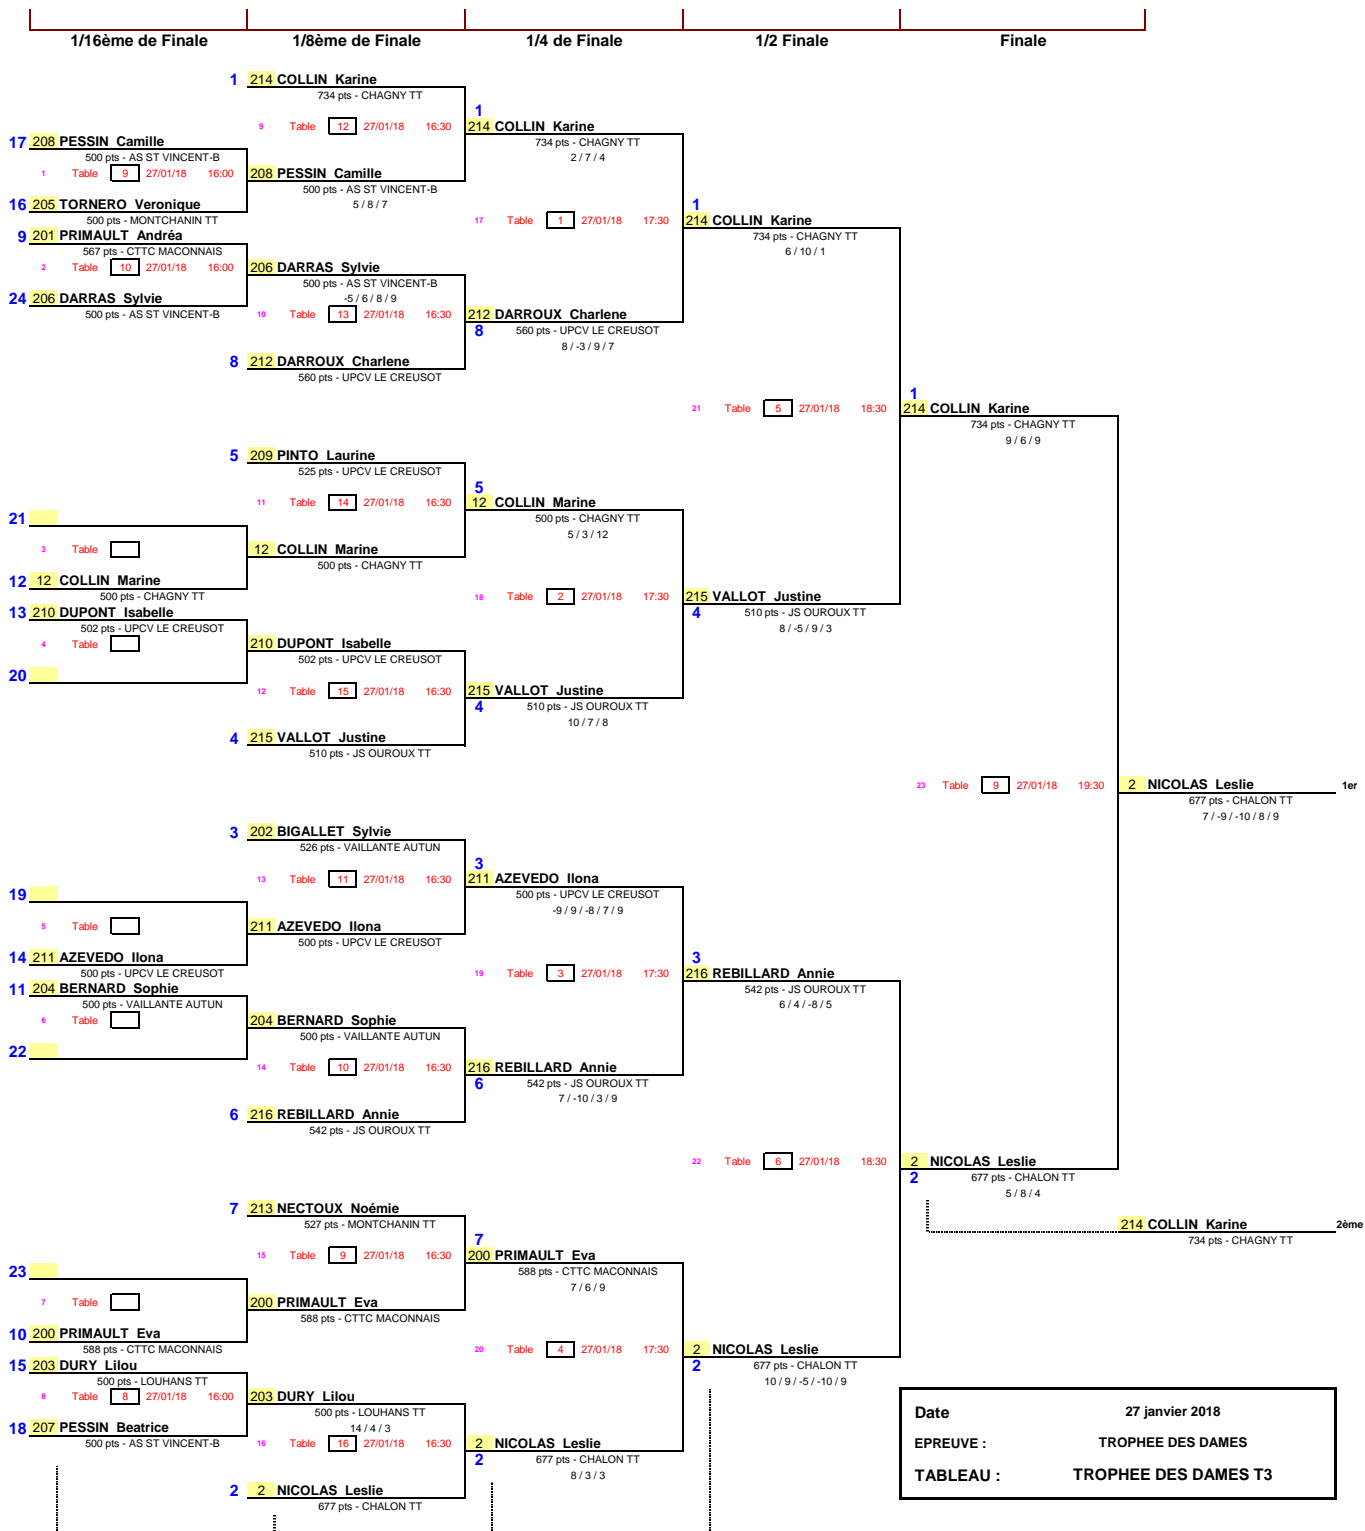 1/16ème de Finale 1/8ème de Finale 1/4 de Finale 1/2 Finale Finale
1 214 COLLIN Karine
734 pts - CHAGNY TT
1
9 Table 12 27/01/18 16:30 214 COLLIN Karine
17 208 PESSIN Camille 734 pts - CHAGNY TT
500 pts - AS ST VINCENT-B 2 / 7 / 4
1 Table 9 27/01/18 16:00 208 PESSIN Camille
500 pts - AS ST VINCENT-B
16 205 TORNERO Veronique 5 / 8 / 7 1
500 pts - MONTCHANIN TT 17 Table 1 27/01/18 17:30 214 COLLIN Karine
9 201 PRIMAULT Andréa 734 pts - CHAGNY TT
567 pts - CTTC MACONNAIS 6 / 10 / 1
2 Table 10 27/01/18 16:00 206 DARRAS Sylvie
500 pts - AS ST VINCENT-B
24 206 DARRAS Sylvie -5 / 6 / 8 / 9
500 pts - AS ST VINCENT-B 10 Table 13 27/01/18 16:30 212 DARROUX Charlene
8 560 pts - UPCV LE CREUSOT
8 / -3 / 9 / 7
8 212 DARROUX Charlene
560 pts - UPCV LE CREUSOT
1
21 Table 5 27/01/18 18:30 214 COLLIN Karine
734 pts - CHAGNY TT
9 / 6 / 9
5 209 PINTO Laurine
525 pts - UPCV LE CREUSOT
5
11 Table 14 27/01/18 16:30 12 COLLIN Marine
21 500 pts - CHAGNY TT
5 / 3 / 12
3 Table 12 COLLIN Marine
500 pts - CHAGNY TT
12 12 COLLIN Marine
500 pts - CHAGNY TT 18 Table 2 27/01/18 17:30 215 VALLOT Justine
13 210 DUPONT Isabelle 4 510 pts - JS OUROUX TT
502 pts - UPCV LE CREUSOT 8 / -5 / 9 / 3
4 Table 210 DUPONT Isabelle
502 pts - UPCV LE CREUSOT
20
12 Table 15 27/01/18 16:30 215 VALLOT Justine
4 510 pts - JS OUROUX TT
10 / 7 / 8
4 215 VALLOT Justine
510 pts - JS OUROUX TT
23 Table 9 27/01/18 19:30 2 NICOLAS Leslie 1er
677 pts - CHALON TT
7 / -9 / -10 / 8 / 9
3 202 BIGALLET Sylvie
526 pts - VAILLANTE AUTUN
3
13 Table 11 27/01/18 16:30 211 AZEVEDO Ilona
19 500 pts - UPCV LE CREUSOT
-9 / 9 / -8 / 7 / 9
5 Table 211 AZEVEDO Ilona
500 pts - UPCV LE CREUSOT
14 211 AZEVEDO Ilona 3
500 pts - UPCV LE CREUSOT 19 Table 3 27/01/18 17:30 216 REBILLARD Annie
11 204 BERNARD Sophie 542 pts - JS OUROUX TT
500 pts - VAILLANTE AUTUN 6 / 4 / -8 / 5
6 Table 204 BERNARD Sophie
500 pts - VAILLANTE AUTUN
22
14 Table 10 27/01/18 16:30 216 REBILLARD Annie
6 542 pts - JS OUROUX TT
7 / -10 / 3 / 9
6 216 REBILLARD Annie
542 pts - JS OUROUX TT
22 Table 6 27/01/18 18:30 2 NICOLAS Leslie
2 677 pts - CHALON TT
5 / 8 / 4
7 213 NECTOUX Noémie
527 pts - MONTCHANIN TT 214 COLLIN Karine 2ème
7 734 pts - CHAGNY TT
15 Table 9 27/01/18 16:30 200 PRIMAULT Eva
23 588 pts - CTTC MACONNAIS
7 / 6 / 9
7 Table 200 PRIMAULT Eva
588 pts - CTTC MACONNAIS
10 200 PRIMAULT Eva
588 pts - CTTC MACONNAIS 20 Table 4 27/01/18 17:30 2 NICOLAS Leslie
15 203 DURY Lilou 2 677 pts - CHALON TT
500 pts - LOUHANS TT 10 / 9 / -5 / -10 / 9
8 Table 8 27/01/18 16:00 203 DURY Lilou
500 pts - LOUHANS TT
18 207 PESSIN Beatrice 14 / 4 / 3
500 pts - AS ST VINCENT-B 16 Table 16 27/01/18 16:30 2 NICOLAS Leslie
2 677 pts - CHALON TT
8 / 3 / 3
2 2 NICOLAS Leslie
677 pts - CHALON TT
Date 27 janvier 2018
EPREUVE : TROPHEE DES DAMES
TABLEAU : TROPHEE DES DAMES T3